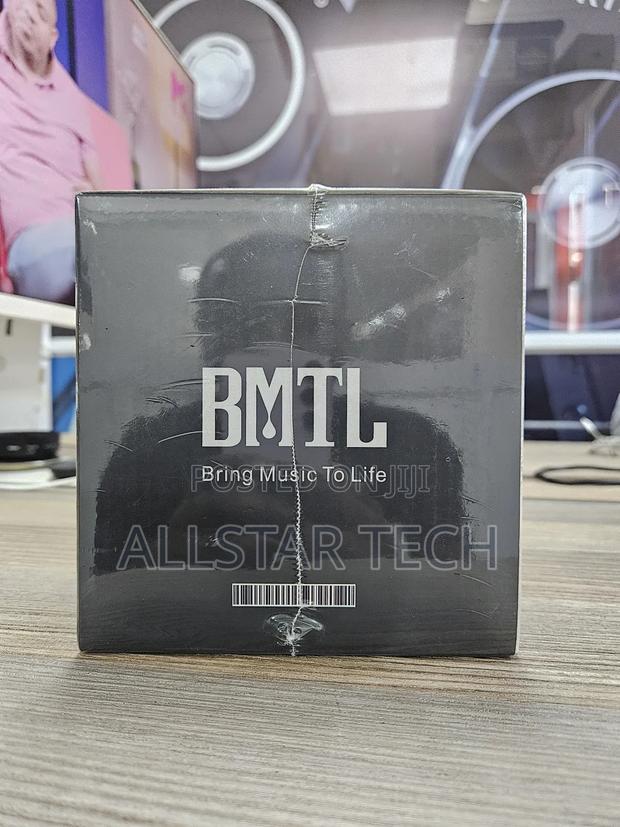 BMTL
Bring Music To Life
POSTED ON JIJI
ALLSTAR TECH